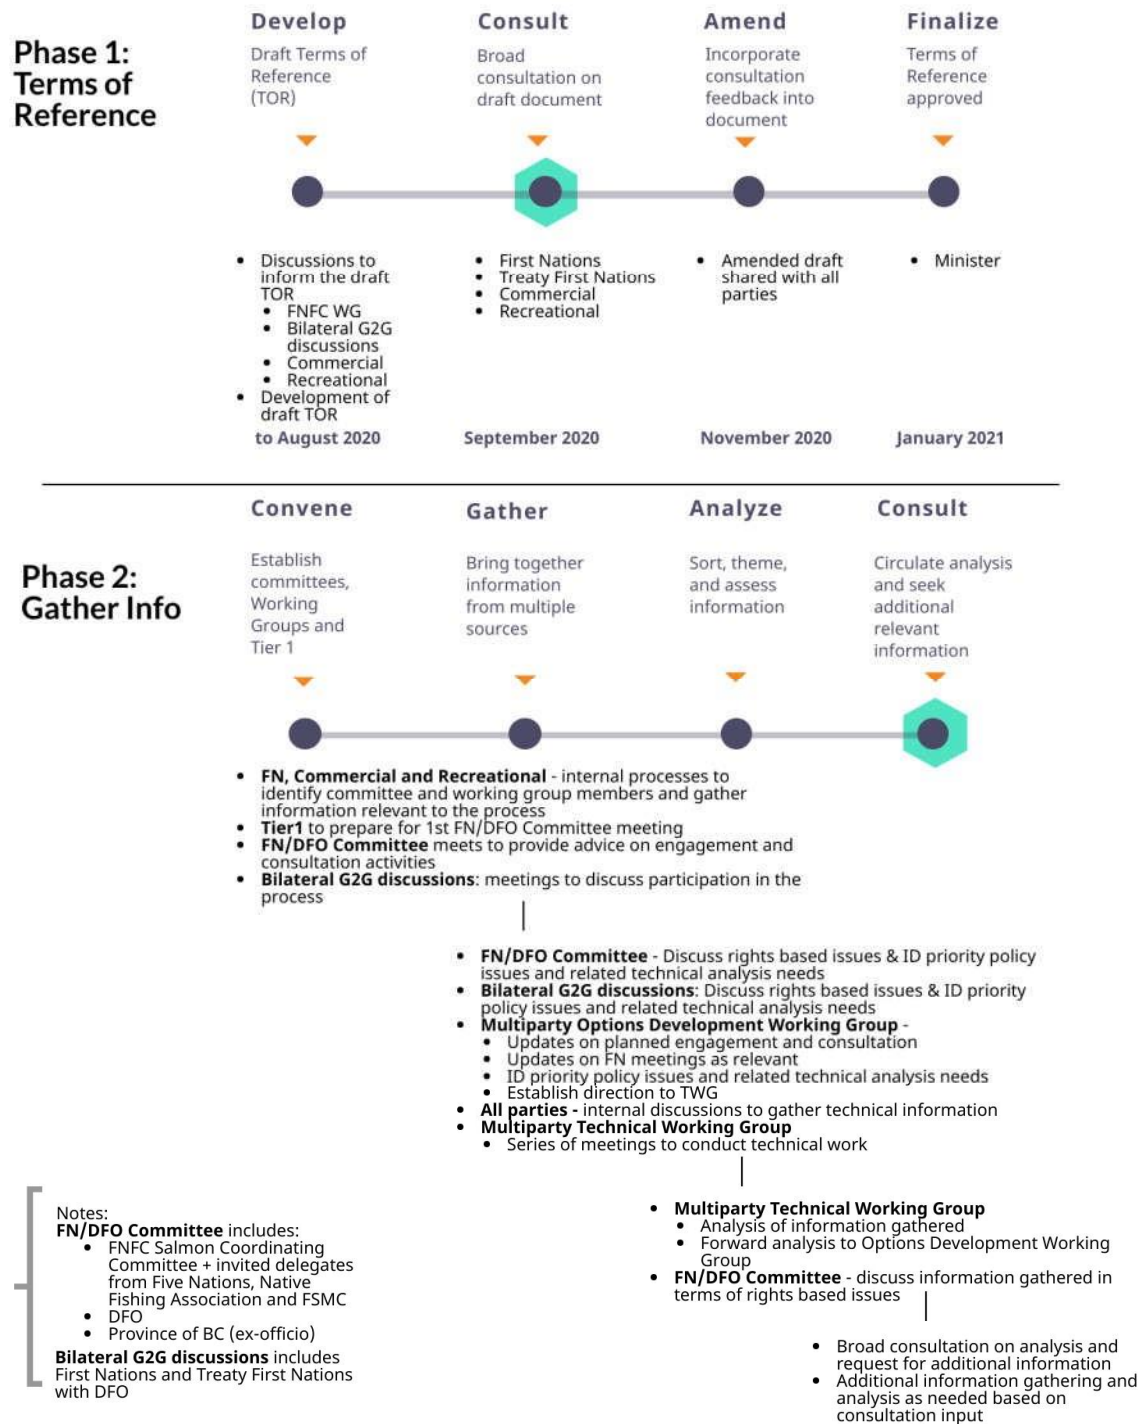 Phase 1:
Terms of
Reference
Develop
Draft Terms of
Reference
(TOR)
Consult
Broad
consultation on
draft document
Amend
Incorporate
consultation
feedback into
document
Finalize
Terms of
Reference
approved
• Discussions to
inform the draft
TOR
• FNFC WG
• Bilateral G2G
discussions
• Commercial
• Recreational
• Development of
draft TOR
to August 2020
• First Nations
• Treaty First Nations
• Commercial
• Recreational
September 2020
• Amended draft
shared with all
parties
November 2020
• Minister
January 2021
Phase 2:
Gather Info
Convene
Establish
committees,
Working
Groups and
Tier 1
Gather
Bring together
information
from multiple
sources
Analyze
Sort, theme,
and assess
information
Consult
Circulate analysis
and seek
additional
relevant
information
• FN, Commercial and Recreational - internal processes to
identify committee and working group members and gather
information relevant to the process
• Tier1 to prepare for 1st FN/DFO Committee meeting
• FN/DFO Committee meets to provide advice on engagement and
consultation activities
• Bilateral G2G discussions: meetings to discuss participation in the
process
• FN/DFO Committee - Discuss rights based issues & ID priority policy
issues and related technical analysis needs
• Bilateral G2G discussions: Discuss rights based issues & ID priority
policy issues and related technical analysis needs
• Multiparty Options Development Working Group -
• Updates on planned engagement and consultation
• Updates on FN meetings as relevant
• ID priority policy issues and related technical analysis needs
• Establish direction to TWG
• All parties - internal discussions to gather technical information
• Multiparty Technical Working Group
• Series of meetings to conduct technical work
• Multiparty Technical Working Group
• Analysis of information gathered
• Forward analysis to Options Development Working
Group
• FN/DFO Committee - discuss information gathered in
terms of rights based issues
• Broad consultation on analysis and
request for additional information
• Additional information gathering and
analysis as needed based on
consultation input
Notes:
FN/DFO Committee includes:
• FNFC Salmon Coordinating
Committee + invited delegates
from Five Nations, Native
Fishing Association and FSMC
• DFO
• Province of BC (ex-officio)
Bilateral G2G discussions includes
First Nations and Treaty First Nations
with DFO